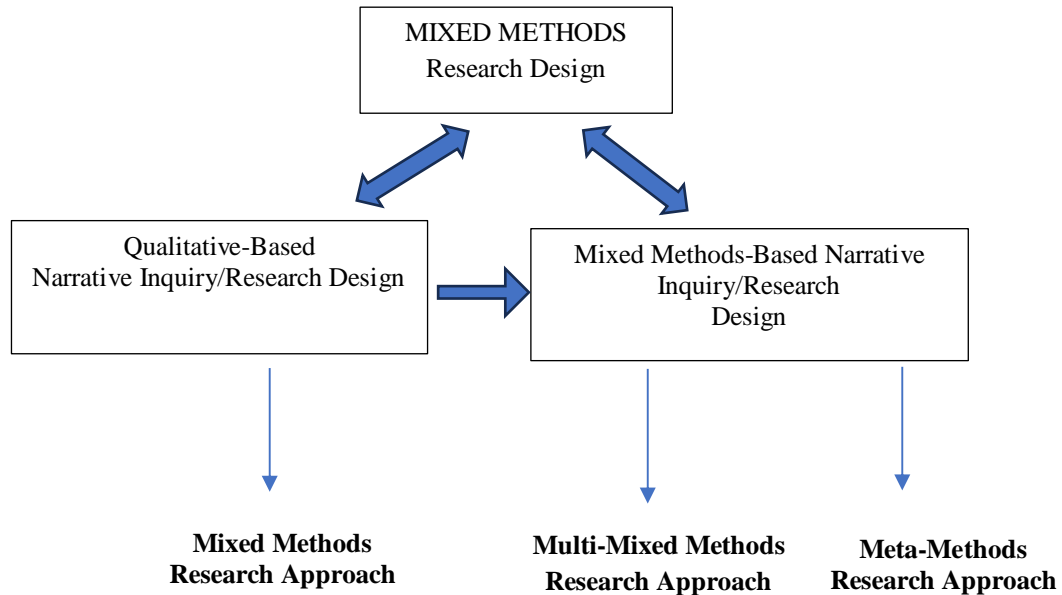 MIXED METHODS
Research Design
Qualitative-Based
Narrative Inquiry/Research Design
Mixed Methods-Based Narrative
Inquiry/Research
Design
Mixed Methods
Research Approach
Multi-Mixed Methods
Research Approach
Meta-Methods
Research Approach